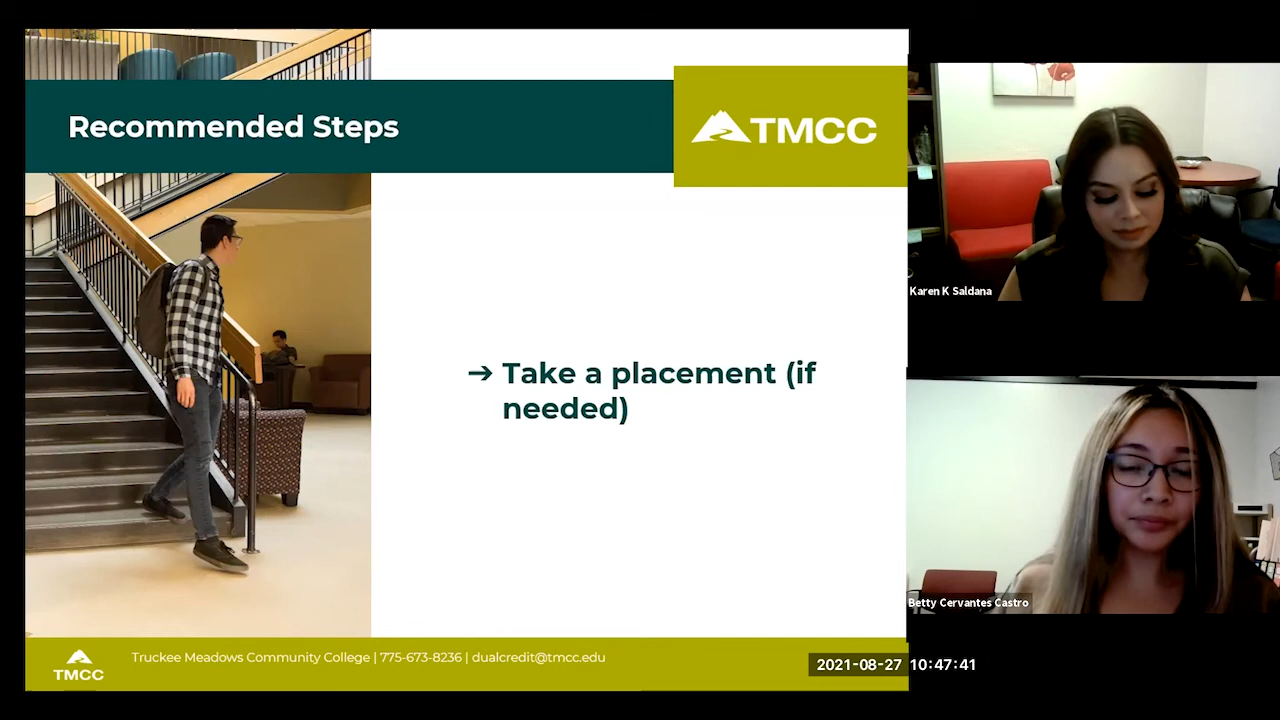 Recommended Steps
TMCC
Karen K Saldana
➔ Take a placement (if
needed)
Betty Cervantes Castro
Truckee Meadows Community College | 775-673-8236 | dualcredit@tmcc.edu
TMCC
2021-08-27 10:47:41